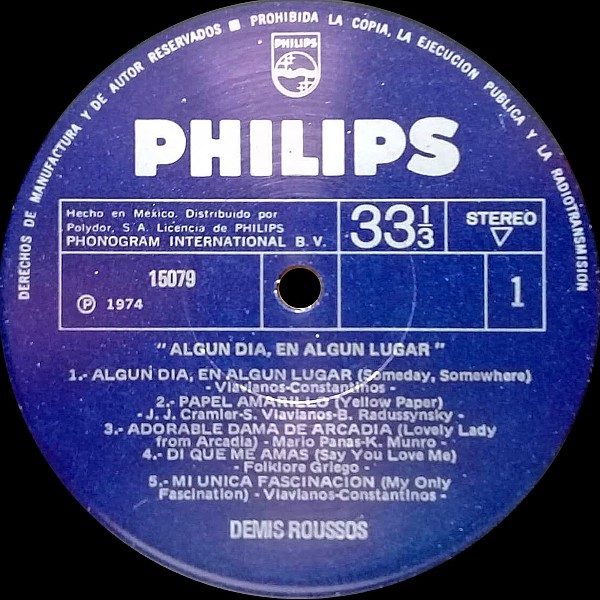 DERECHOS DE MANUFACTURA Y DE AUTOR RESERVADOS ■ PROHIBIDA LA COPIA, LA EJECUCION PUBLICA Y LA RADIOTRANSMISION
PHILIPS
PHILIPS
Hecho en Mexico. Distribuido por
Polydor, S. A. Licencia de PHILIPS
PHONOGRAM INTERNATIONAL B. V.
33 1/3
STEREO
15079
Ⓟ 1974
1
"ALGUN DIA, EN ALGUN LUGAR"
1.- ALGUN DIA, EN ALGUN LUGAR (Someday, Somewhere)
- Vlavianos-Constantinos -
2.- PAPEL AMARILLO (Yellow Paper)
- J. J. Cramler-S. Vlavianos-B. Radussynsky -
3.- ADORABLE DAMA DE ARCADIA (Lovely Lady
from Arcadia) - Mario Panas-K. Munro -
4.- DI QUE ME AMAS (Say You Love Me)
- Folklore Griego -
5.- MI UNICA FASCINACION (My Only
Fascination) - Vlavianos-Constantinos -
DEMIS ROUSSOS